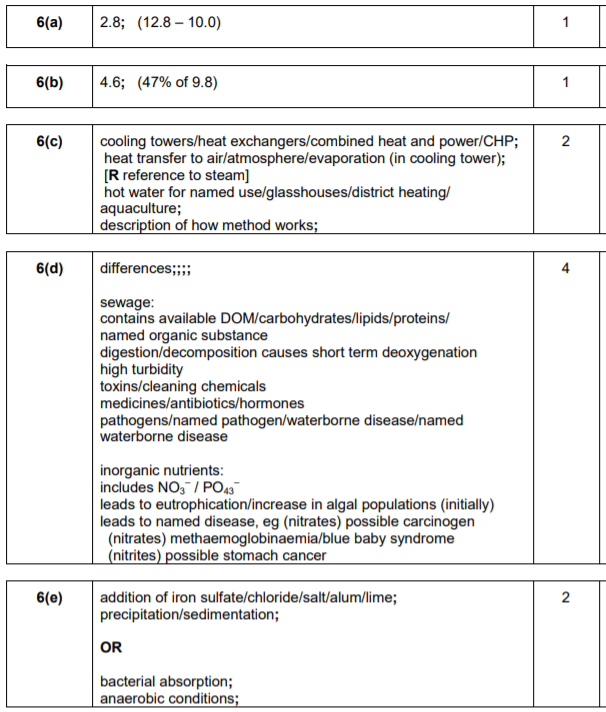 6(a) 2.8; (12.8 – 10.0) 1
6(b) 4.6; (47% of 9.8) 1
6(c) cooling towers/heat exchangers/combined heat and power/CHP; 2
heat transfer to air/atmosphere/evaporation (in cooling tower);
[R reference to steam]
hot water for named use/glasshouses/district heating/
aquaculture;
description of how method works;
6(d) differences;;;; 4
sewage:
contains available DOM/carbohydrates/lipids/proteins/
named organic substance
digestion/decomposition causes short term deoxygenation
high turbidity
toxins/cleaning chemicals
medicines/antibiotics/hormones
pathogens/named pathogen/waterborne disease/named
waterborne disease
inorganic nutrients:
includes NO₃⁻ / PO₄₃⁻
leads to eutrophication/increase in algal populations (initially)
leads to named disease, eg (nitrates) possible carcinogen
(nitrates) methaemoglobinaemia/blue baby syndrome
(nitrites) possible stomach cancer
6(e) addition of iron sulfate/chloride/salt/alum/lime; 2
precipitation/sedimentation;
OR
bacterial absorption;
anaerobic conditions;